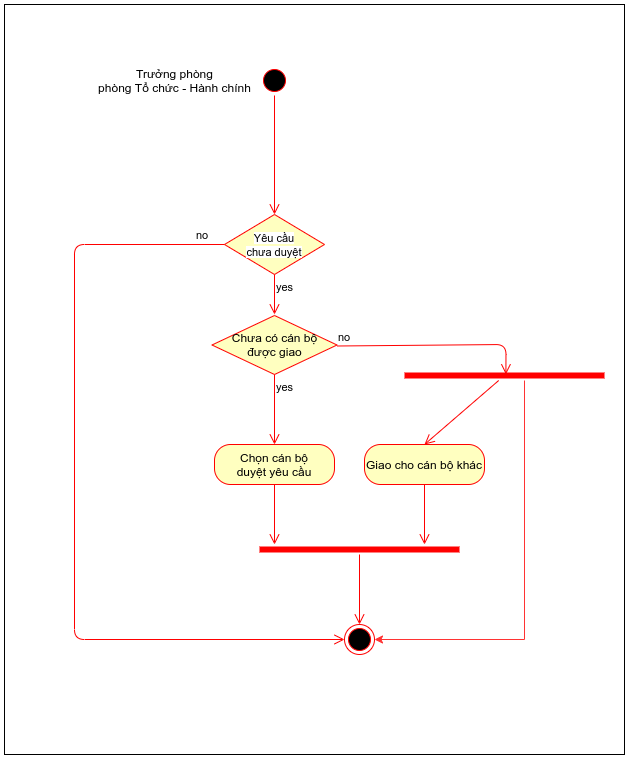 Trưởng phòng
phòng Tổ chức - Hành chính
no
Yêu cầu
chưa duyệt
yes
Chưa có cán bộ
được giao
no
yes
Chọn cán bộ
duyệt yêu cầu
Giao cho cán bộ khác